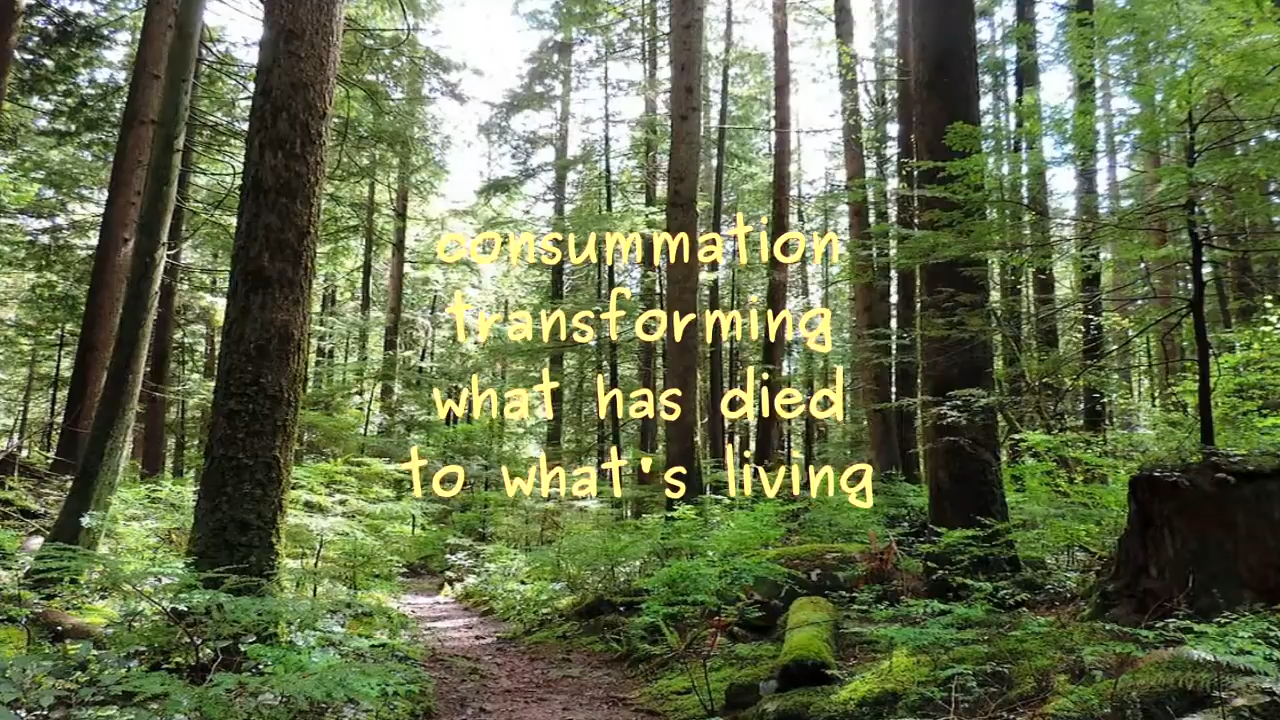 consummation
transforming
what has died
to what's living